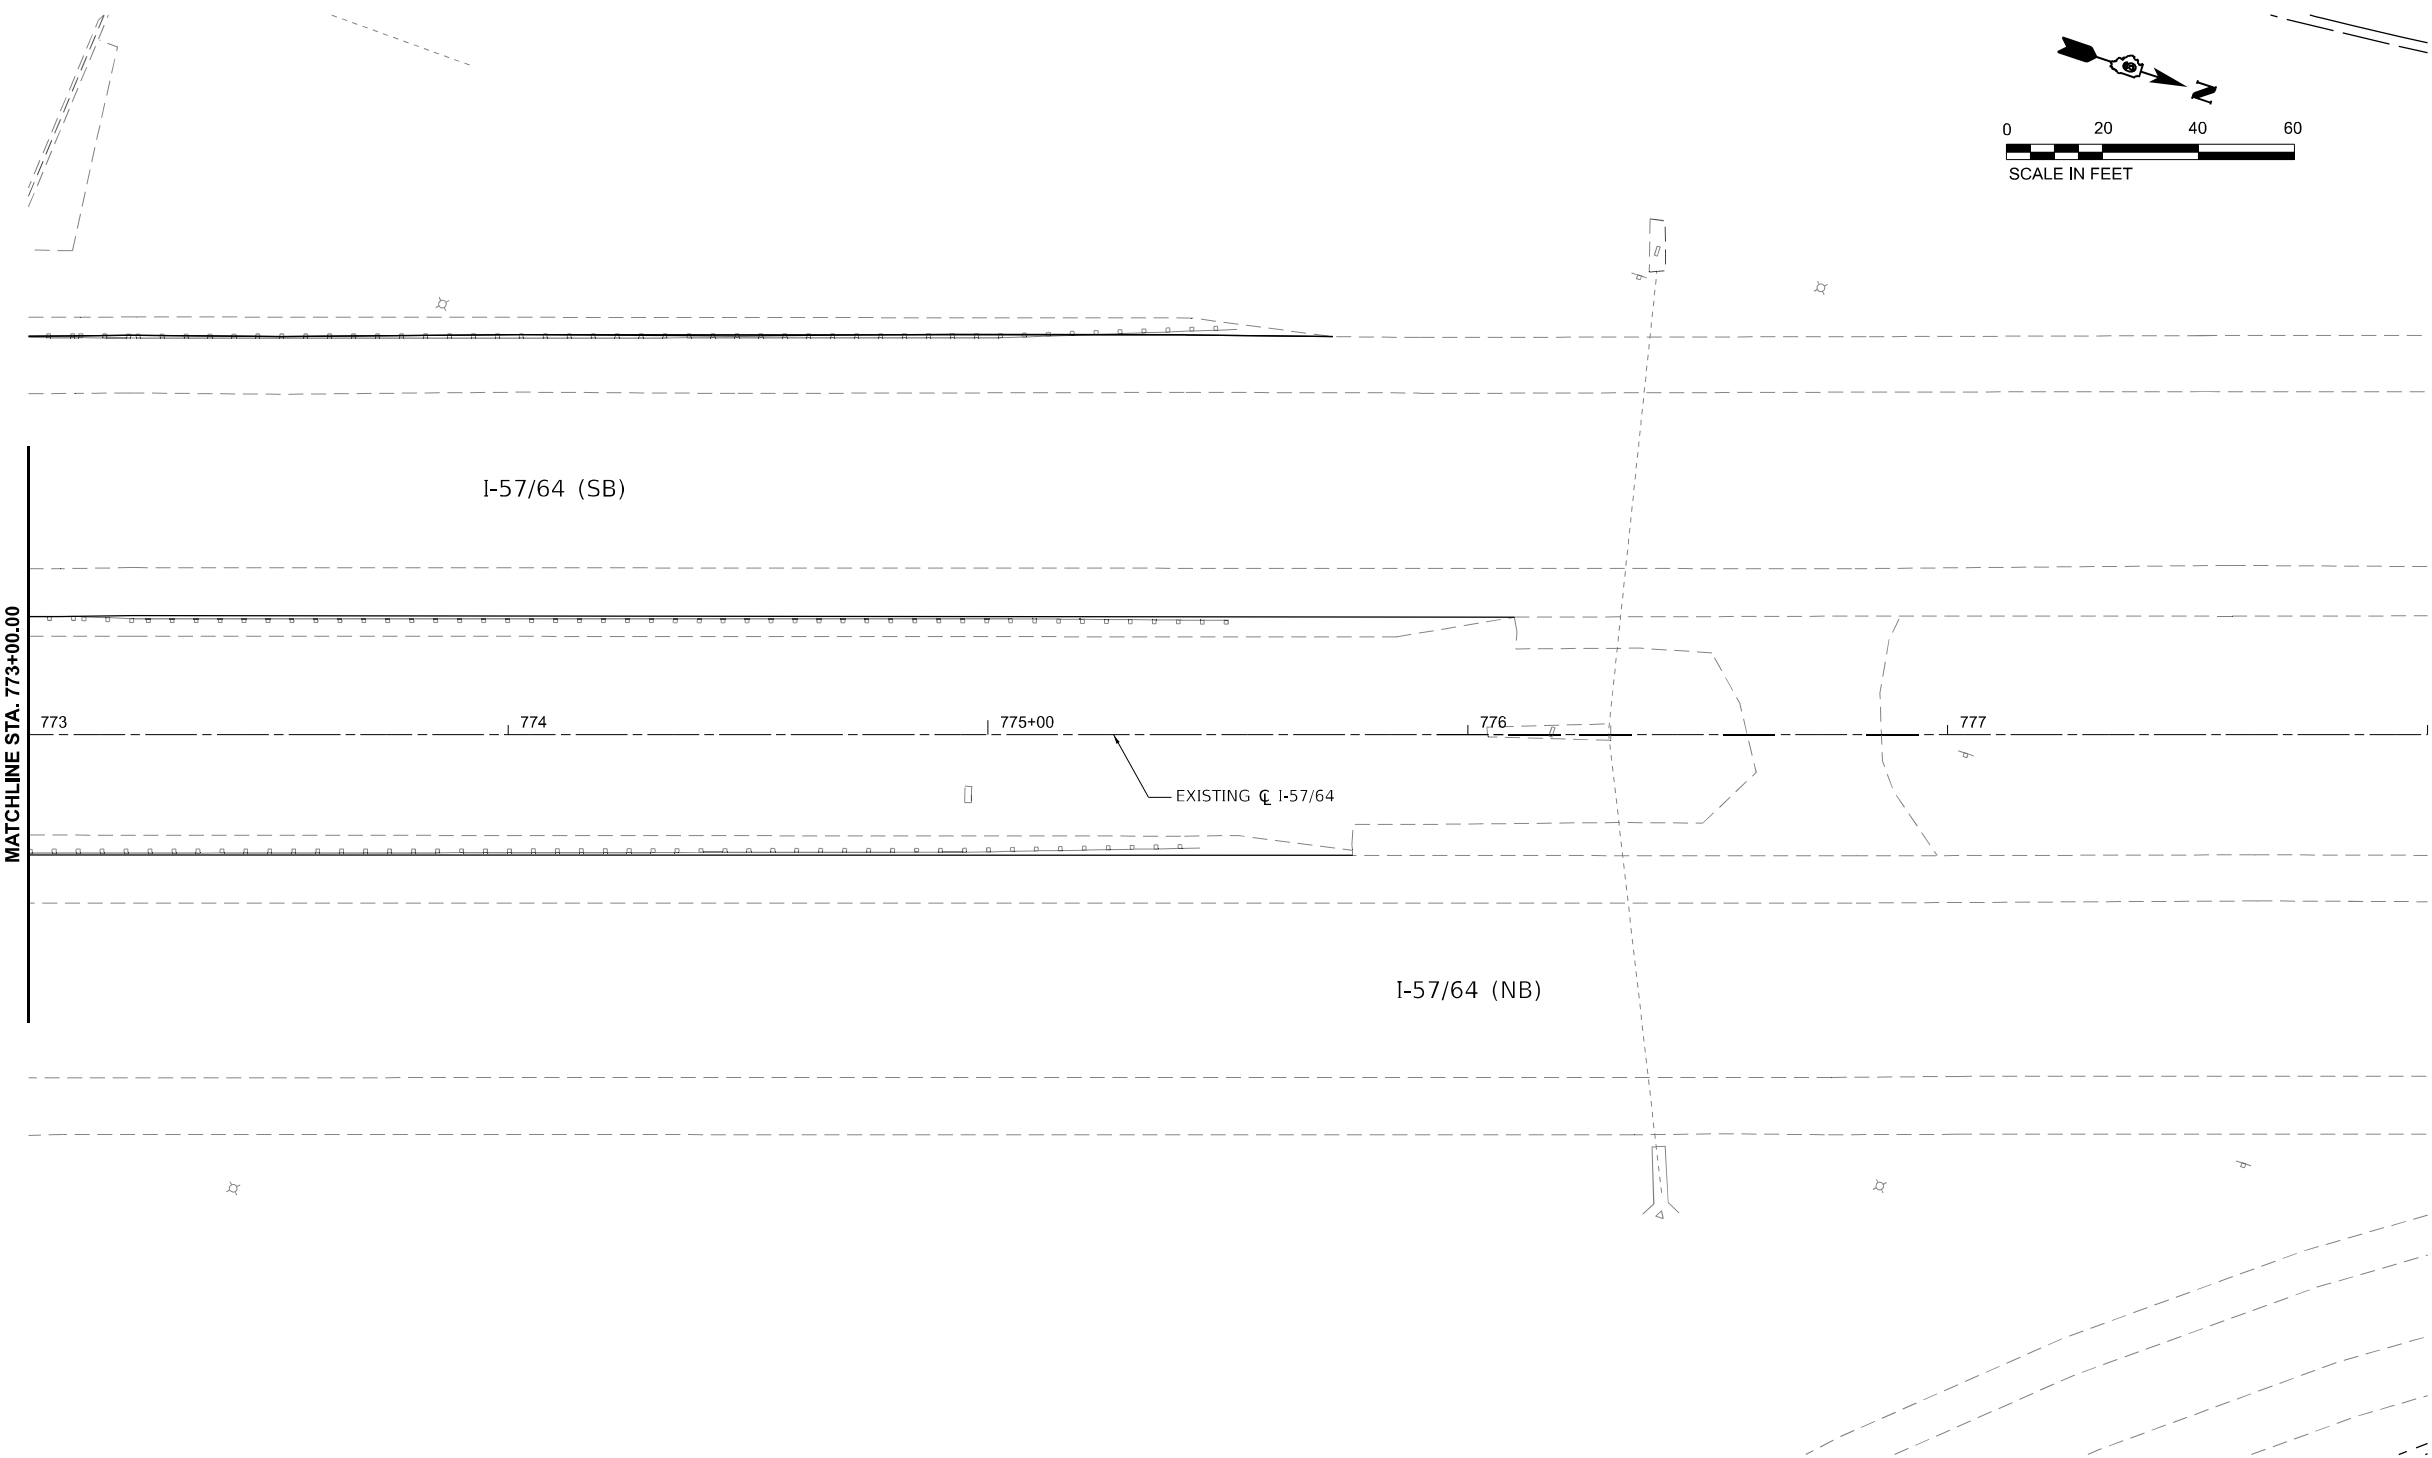 N
0 20 40 60
SCALE IN FEET
I-57/64 (SB)
MATCHLINE STA. 773+00.00
773 774 775+00 776 777
EXISTING ℄ I-57/64
I-57/64 (NB)